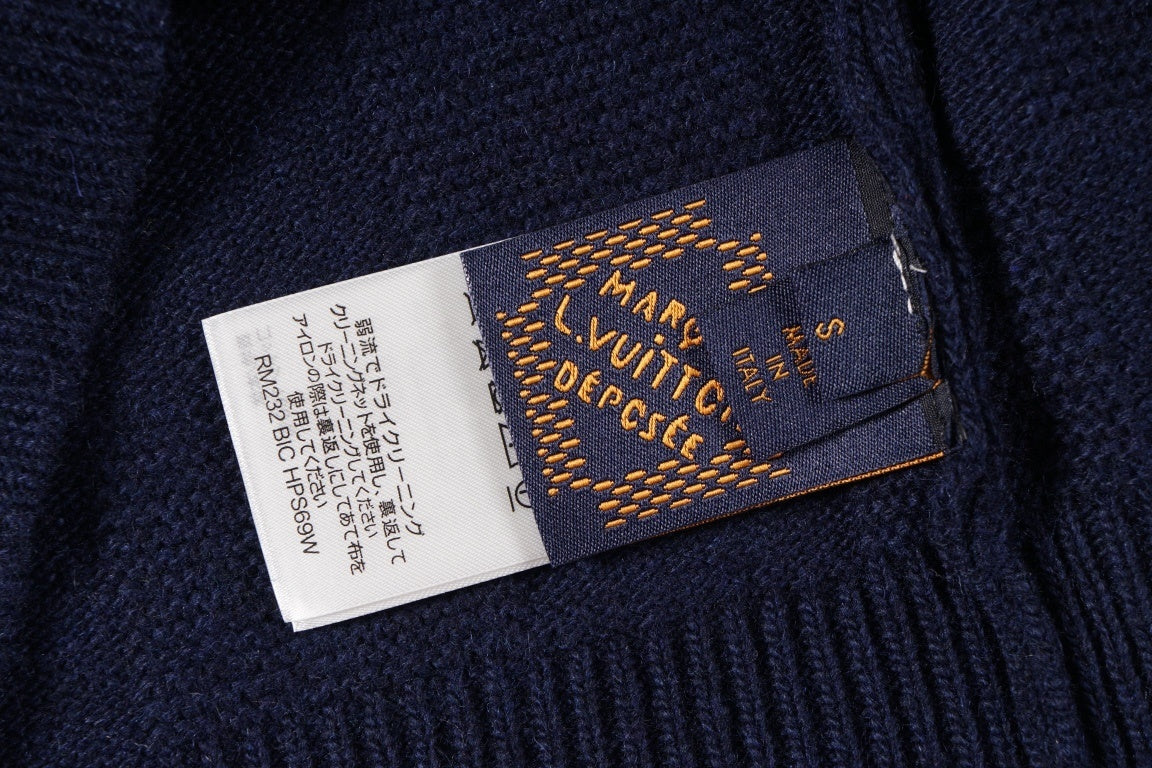 弱流でドライクリーニング
クリーニングネットを使用し、裏返して
ドライクリーニングしてください
アイロンの際は裏返しにしてあて布を
使用してください
RM232 BIC HPS69W
MARQ
L.VUITTO
DÉPOSÉE
S
MADE
IN
ITALY